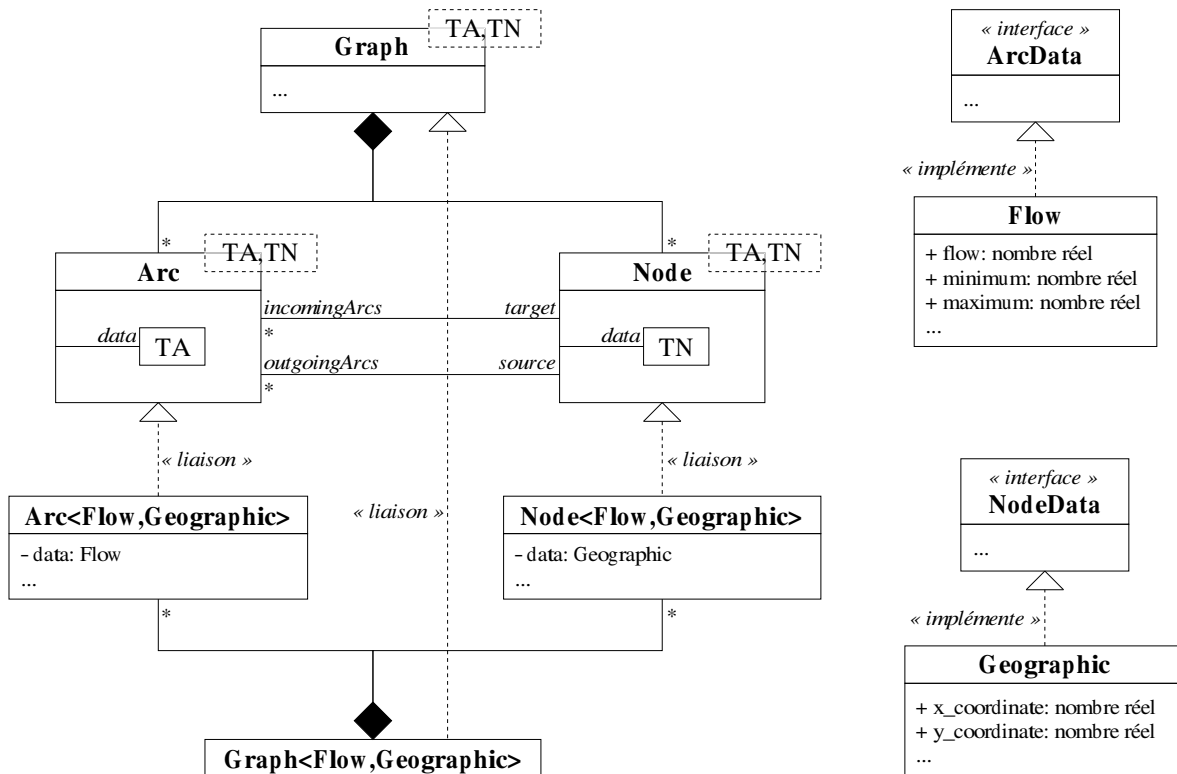 TA,TN
Graph
...
« interface »
ArcData
...
« implémente »
Flow
+ flow: nombre réel
+ minimum: nombre réel
+ maximum: nombre réel
...
*
*
TA,TN
Arc
data
TA
TA,TN
Node
data
TN
incomingArcs
target
*
outgoingArcs
source
*
« liaison »
« liaison »
« liaison »
Arc<Flow,Geographic>
– data: Flow
...
Node<Flow,Geographic>
– data: Geographic
...
*
*
Graph<Flow,Geographic>
« interface »
NodeData
...
« implémente »
Geographic
+ x_coordinate: nombre réel
+ y_coordinate: nombre réel
...